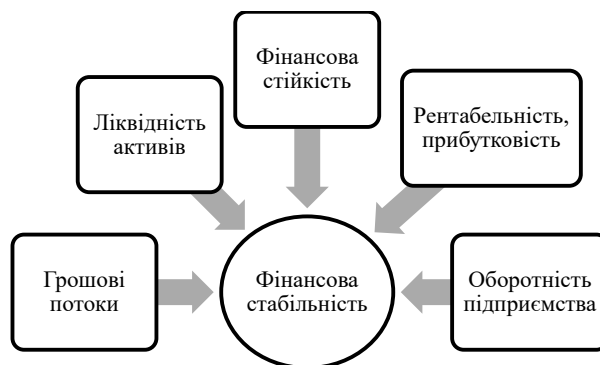 Фінансова
стійкість
Ліквідність
активів
Рентабельність,
прибутковість
Грошові
потоки
Фінансова
стабільність
Оборотність
підприємства